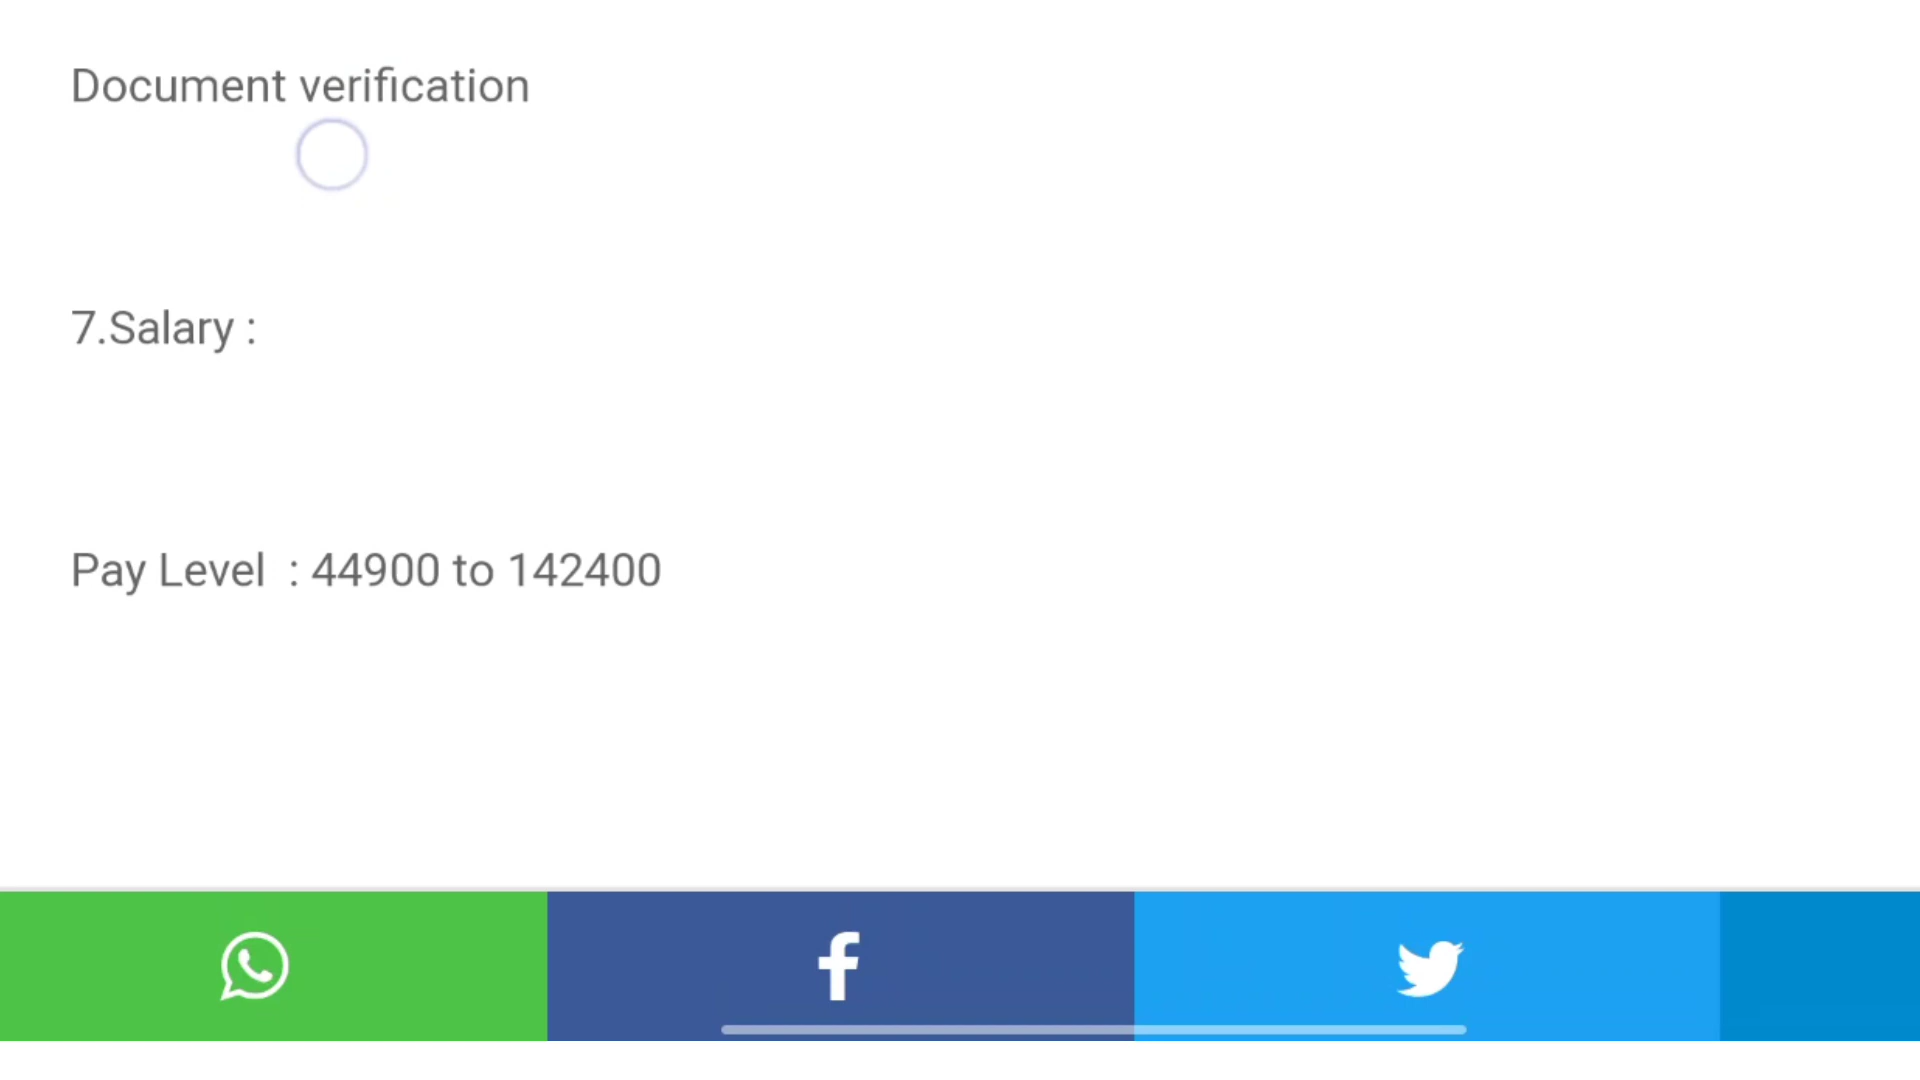 Document verification
7.Salary :
Pay Level  : 44900 to 142400